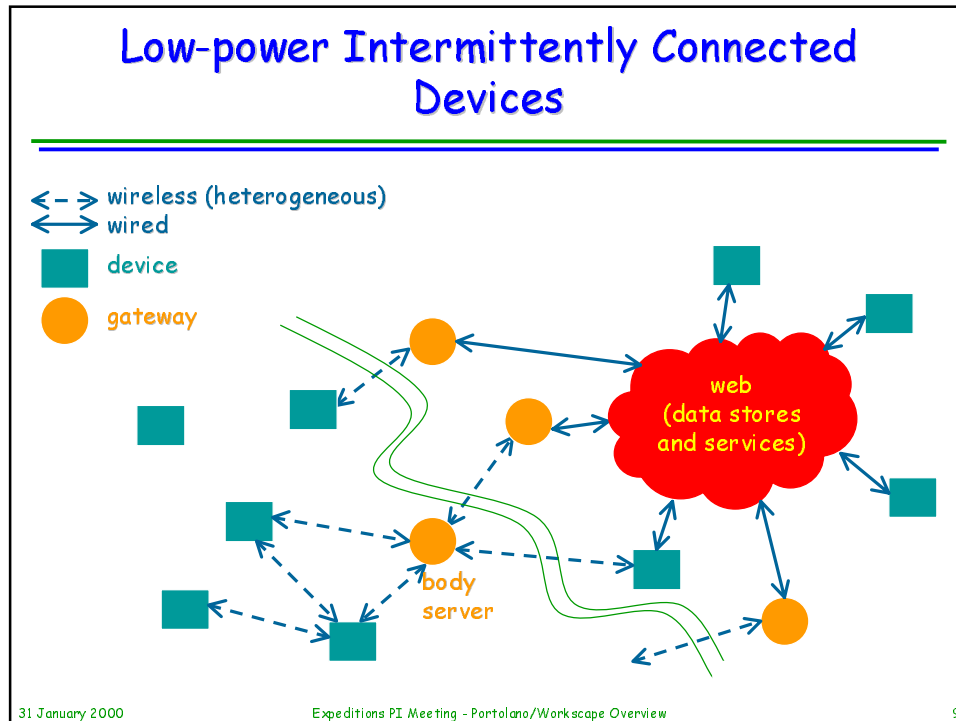 Low-power Intermittently Connected
Devices
wireless (heterogeneous)
wired
device
gateway
web
(data stores
and services)
body
server
31 January 2000
Expeditions PI Meeting - Portolano/Workscape Overview
9